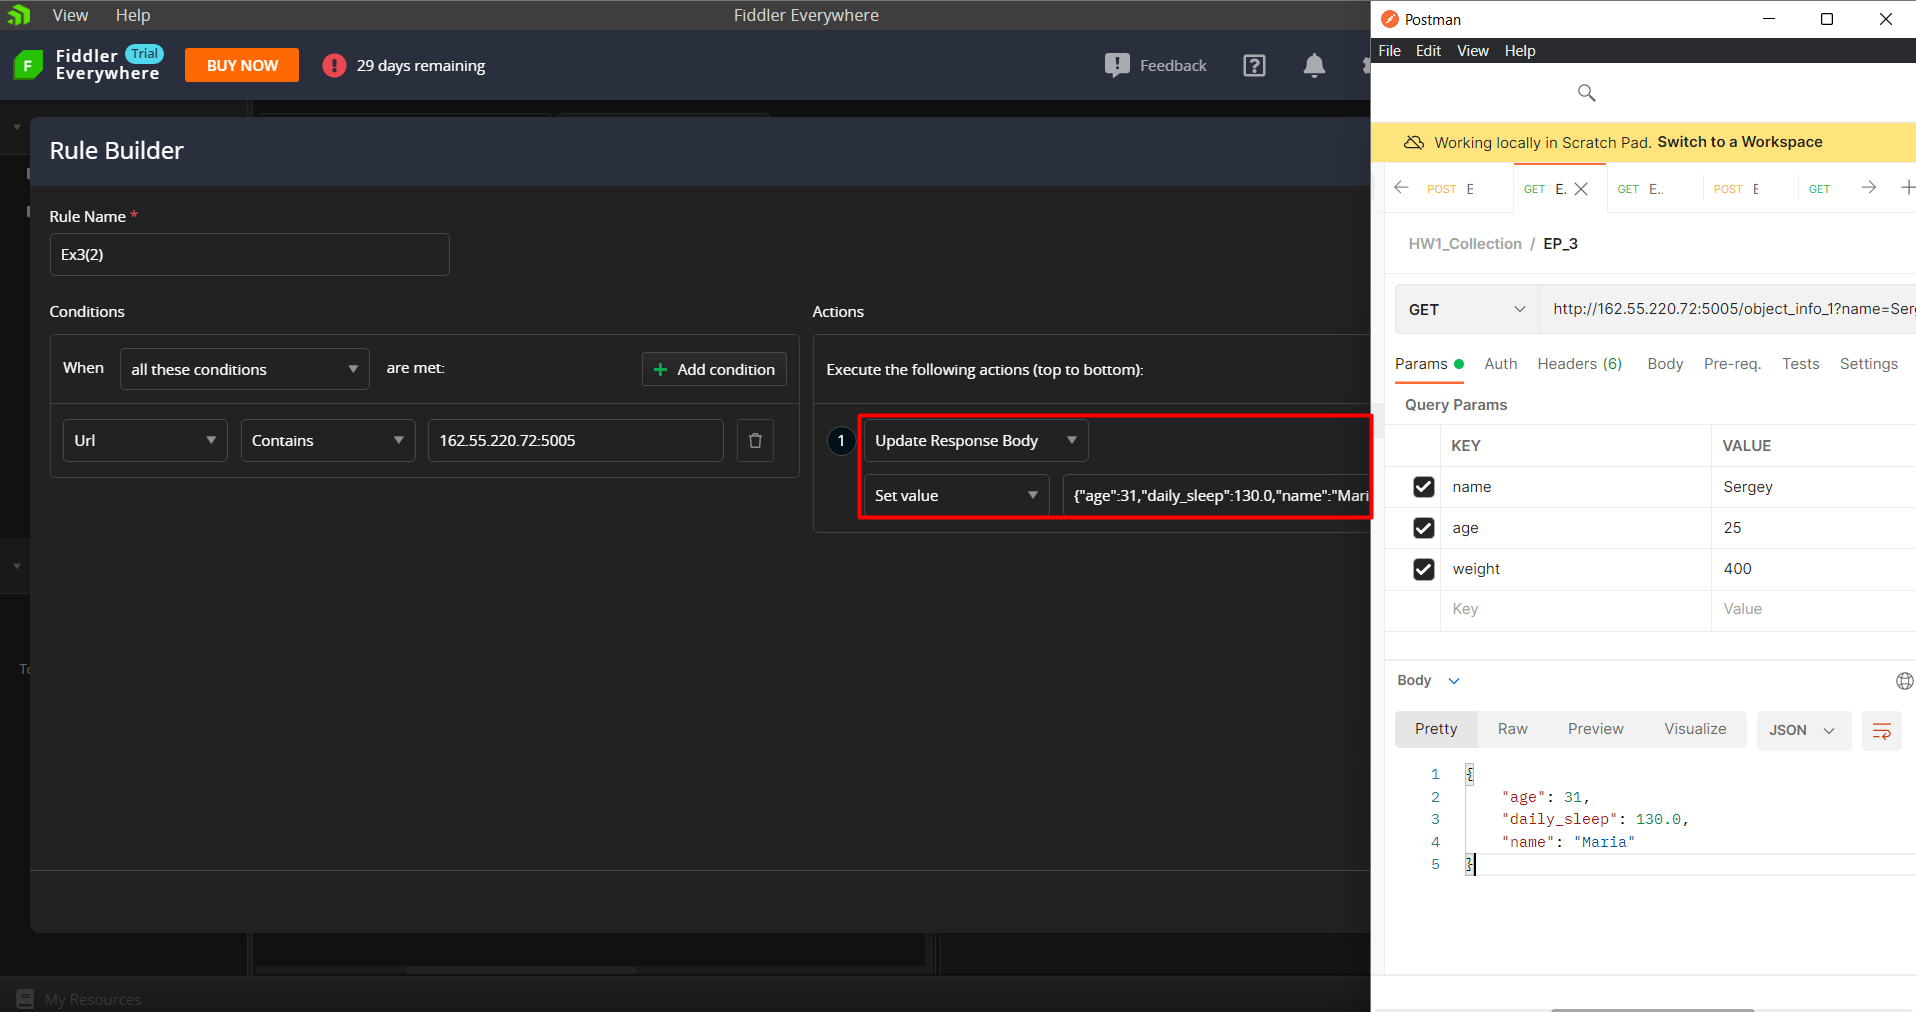 View Help
Fiddler Everywhere
Fiddler Trial
Everywhere
BUY NOW
29 days remaining
Feedback
Rule Builder
Rule Name *
Ex3(2)
Conditions
When all these conditions are met:
Add condition
Url Contains 162.55.220.72:5005
Actions
Execute the following actions (top to bottom):
1 Update Response Body
Set value {"age":31,"daily_sleep":130.0,"name":"Mari
My Resources
Postman
File Edit View Help
Working locally in Scratch Pad. Switch to a Workspace
POST E GET E. GET E.. POST E GET
HW1_Collection / EP_3
GET http://162.55.220.72:5005/object_info_1?name=Ser
Params Auth Headers (6) Body Pre-req. Tests Settings
Query Params
KEY VALUE
name Sergey
age 25
weight 400
Key Value
Body
Pretty Raw Preview Visualize JSON
1 {
2 "age": 31,
3 "daily_sleep": 130.0,
4 "name": "Maria"
5 }